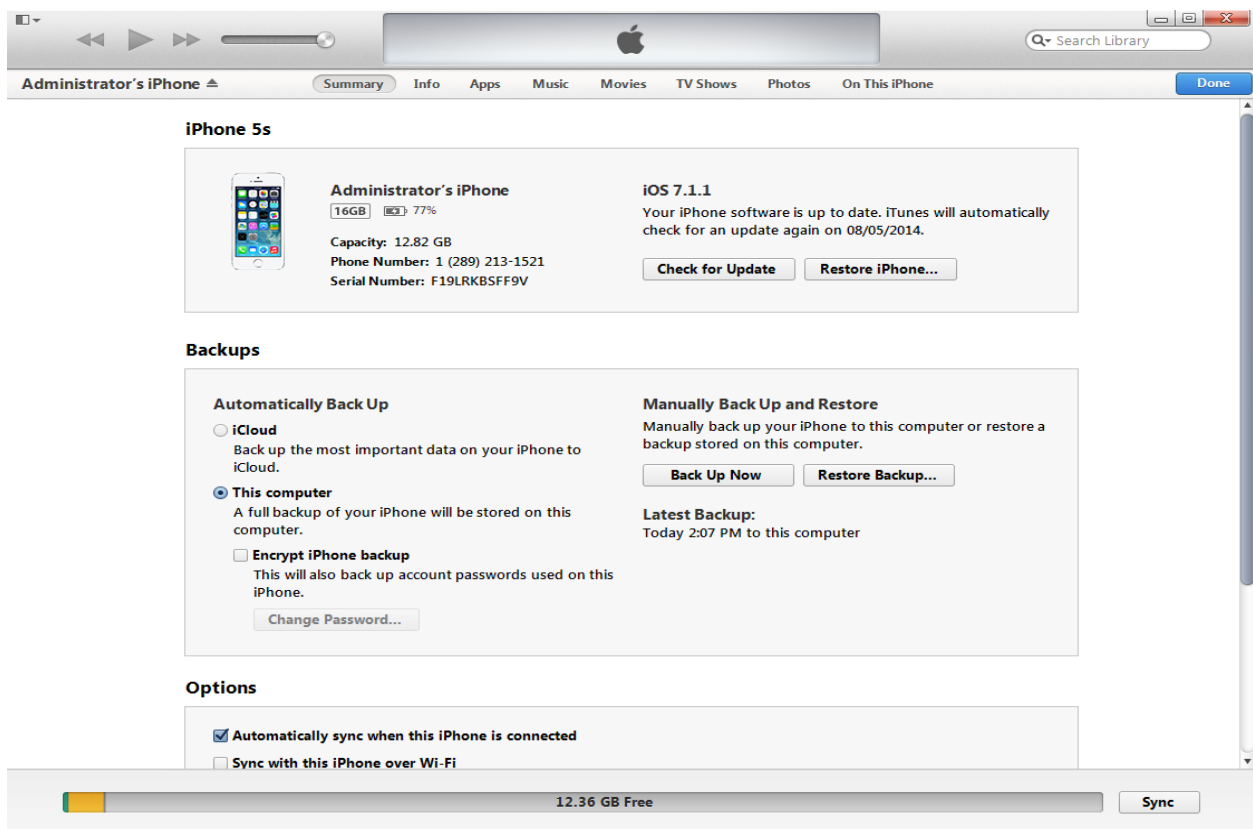 Search Library
Administrator's iPhone
Summary Info Apps Music Movies TV Shows Photos On This iPhone Done
iPhone 5s
Administrator's iPhone
16GB 77%
Capacity: 12.82 GB
Phone Number: 1 (289) 213-1521
Serial Number: F19LRKBSFF9V
iOS 7.1.1
Your iPhone software is up to date. iTunes will automatically
check for an update again on 08/05/2014.
Check for Update Restore iPhone...
Backups
Automatically Back Up
iCloud
Back up the most important data on your iPhone to
iCloud.
This computer
A full backup of your iPhone will be stored on this
computer.
Encrypt iPhone backup
This will also back up account passwords used on this
iPhone.
Change Password...
Manually Back Up and Restore
Manually back up your iPhone to this computer or restore a
backup stored on this computer.
Back Up Now Restore Backup...
Latest Backup:
Today 2:07 PM to this computer
Options
Automatically sync when this iPhone is connected
Sync with this iPhone over Wi-Fi
12.36 GB Free Sync